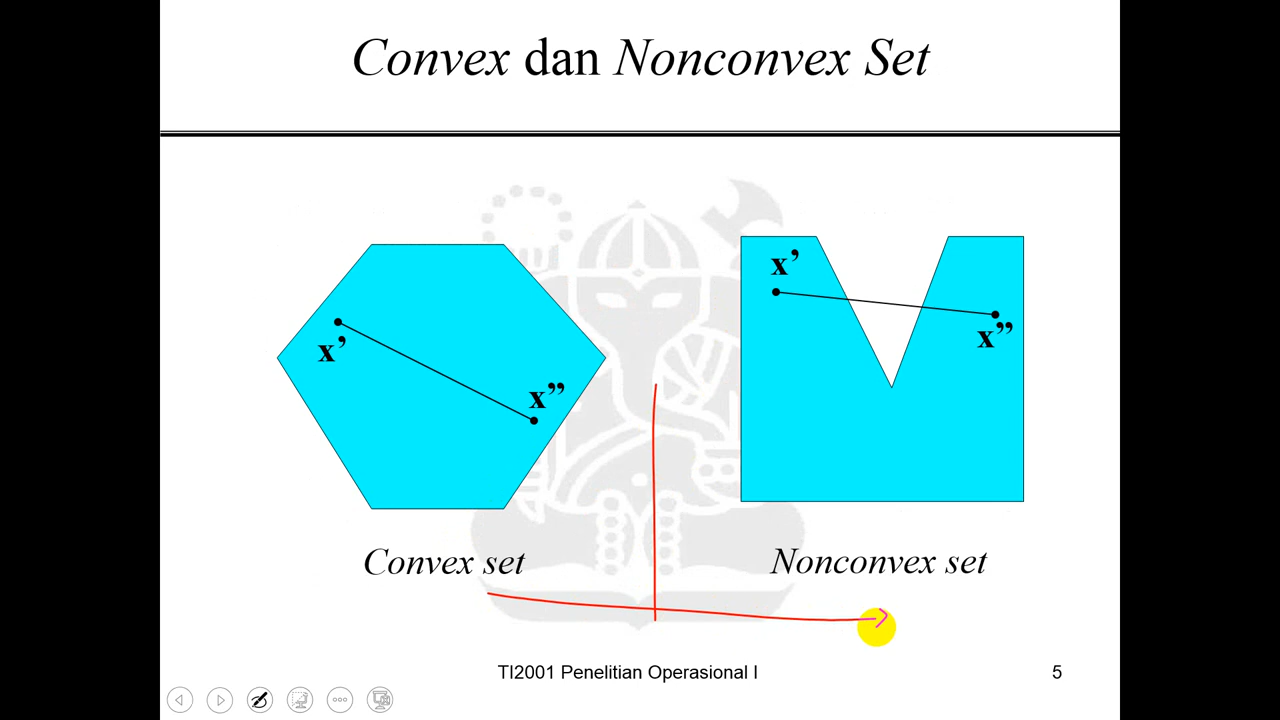 Convex dan Nonconvex Set
x’
x”
x’
x”
Convex set
Nonconvex set
TI2001 Penelitian Operasional I
5